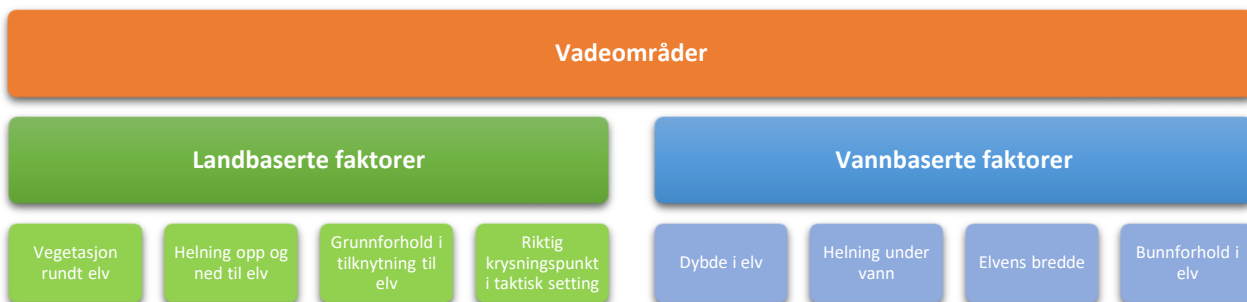 Vadeområder
Landbaserte faktorer
Vannbaserte faktorer
Vegetasjon
rundt elv
Helning opp og
ned til elv
Grunnforhold i
tilknytning til
elv
Riktig
krysningspunkt
i taktisk setting
Dybde i elv
Helning under
vann
Elvens bredde
Bunnforhold i
elv